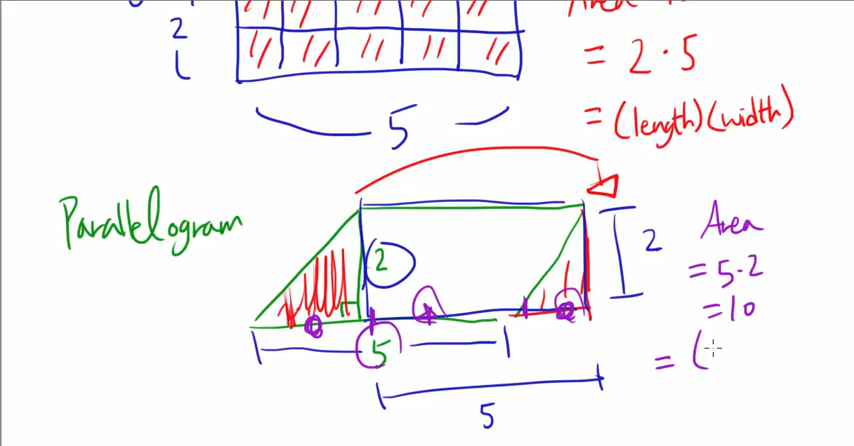 2
= 2 · 5
= (length)(width)
5
Parallelogram
2
2
5
5
Area
= 5·2
= 10
= (